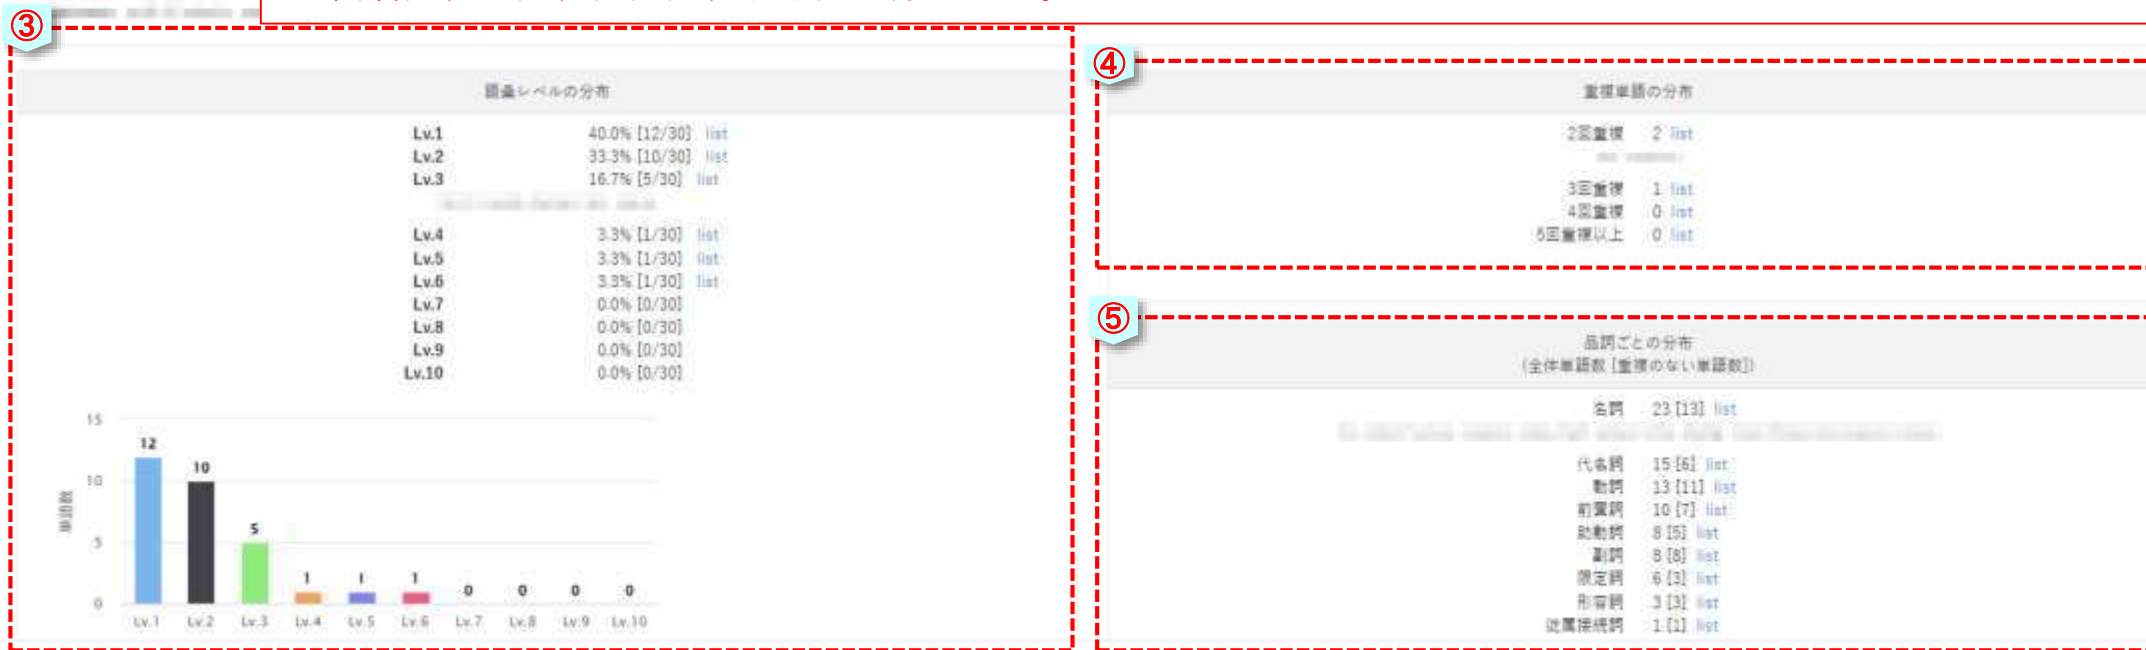 ③
語彙レベルの分布
Lv.1 40.0% [12/30] list
Lv.2 33.3% [10/30] list
Lv.3 16.7% [5/30] list
Lv.4 3.3% [1/30] list
Lv.5 3.3% [1/30] list
Lv.6 3.3% [1/30] list
Lv.7 0.0% [0/30]
Lv.8 0.0% [0/30]
Lv.9 0.0% [0/30]
Lv.10 0.0% [0/30]
単語数
15
10
5
0
12
10
5
1
1
1
0
0
0
0
Lv.1 Lv.2 Lv.3 Lv.4 Lv.5 Lv.6 Lv.7 Lv.8 Lv.9 Lv.10
④
重複単語の分布
2回重複 2 list
3回重複 1 list
4回重複 0 list
5回重複以上 0 list
⑤
品詞ごとの分布
(全体単語数 [重複のない単語数])
名詞 23 [13] list
代名詞 15 [6] list
動詞 13 [11] list
前置詞 10 [7] list
助動詞 8 [5] list
副詞 8 [8] list
限定詞 6 [3] list
形容詞 3 [3] list
従属接続詞 1 [1] list